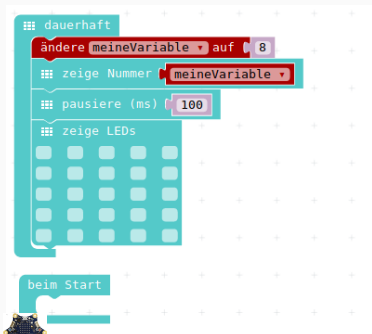 dauerhaft
ändere meineVariable auf 8
zeige Nummer meineVariable
pausiere (ms) 100
zeige LEDs
beim Start